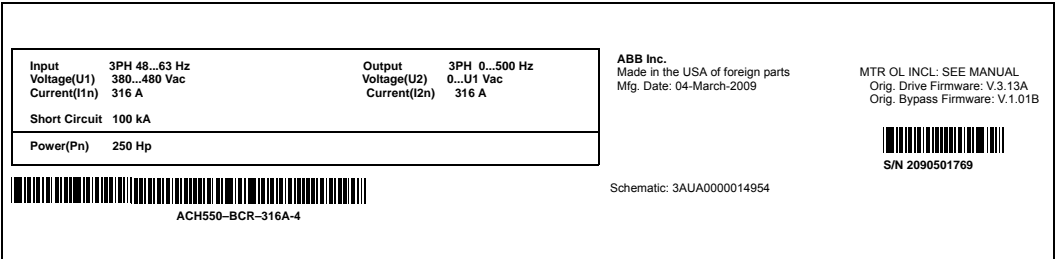 Input 3PH 48...63 Hz Output 3PH 0...500 Hz
Voltage(U1) 380...480 Vac Voltage(U2) 0...U1 Vac
Current(I1n) 316 A Current(I2n) 316 A
Short Circuit 100 kA
Power(Pn) 250 Hp
ABB Inc.
Made in the USA of foreign parts
Mfg. Date: 04-March-2009
MTR OL INCL: SEE MANUAL
Orig. Drive Firmware: V.3.13A
Orig. Bypass Firmware: V.1.01B
S/N 2090501769
Schematic: 3AUA0000014954
ACH550–BCR–316A-4